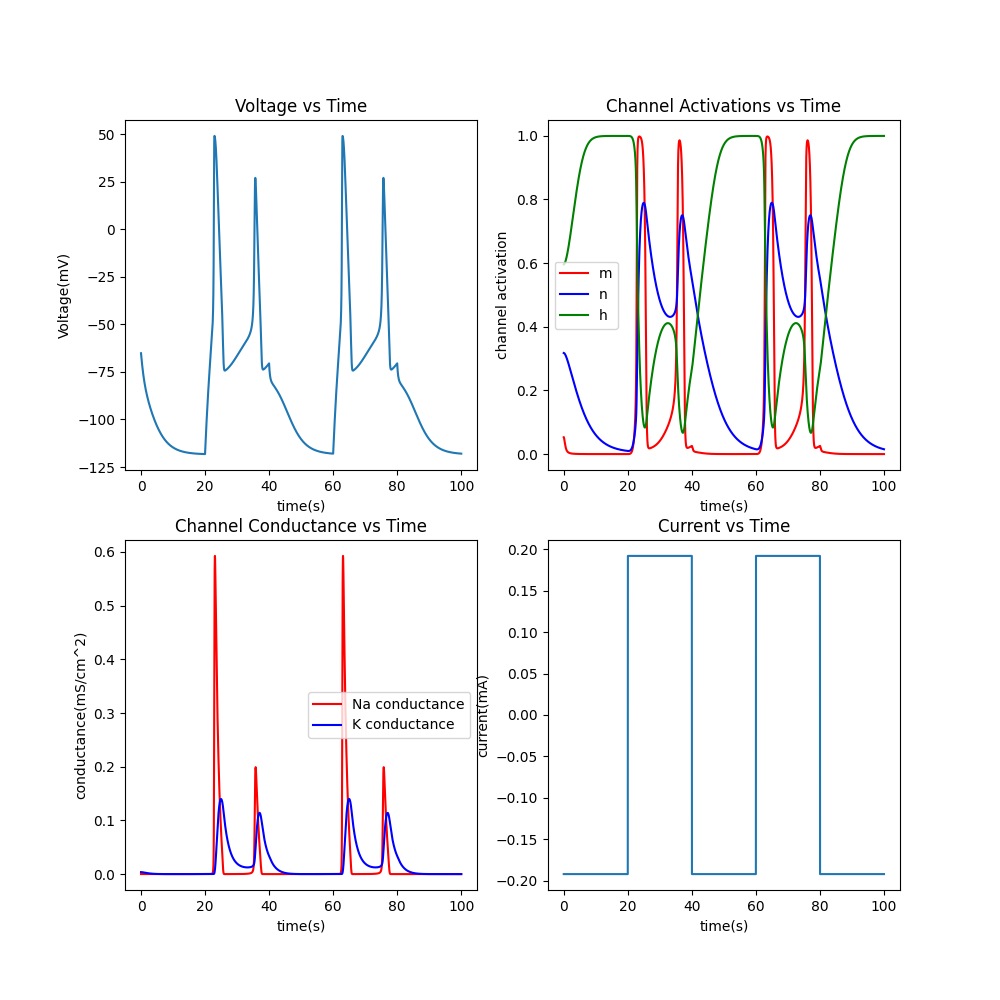 Voltage vs Time
Voltage(mV)
50
25
0
−25
−50
−75
−100
−125
0 20 40 60 80 100
time(s)
Channel Activations vs Time
channel activation
1.0
0.8
0.6
0.4
0.2
0.0
m
n
h
0 20 40 60 80 100
time(s)
Channel Conductance vs Time
conductance(mS/cm^2)
0.6
0.5
0.4
0.3
0.2
0.1
0.0
Na conductance
K conductance
0 20 40 60 80 100
time(s)
Current vs Time
current(mA)
0.20
0.15
0.10
0.05
0.00
−0.05
−0.10
−0.15
−0.20
0 20 40 60 80 100
time(s)